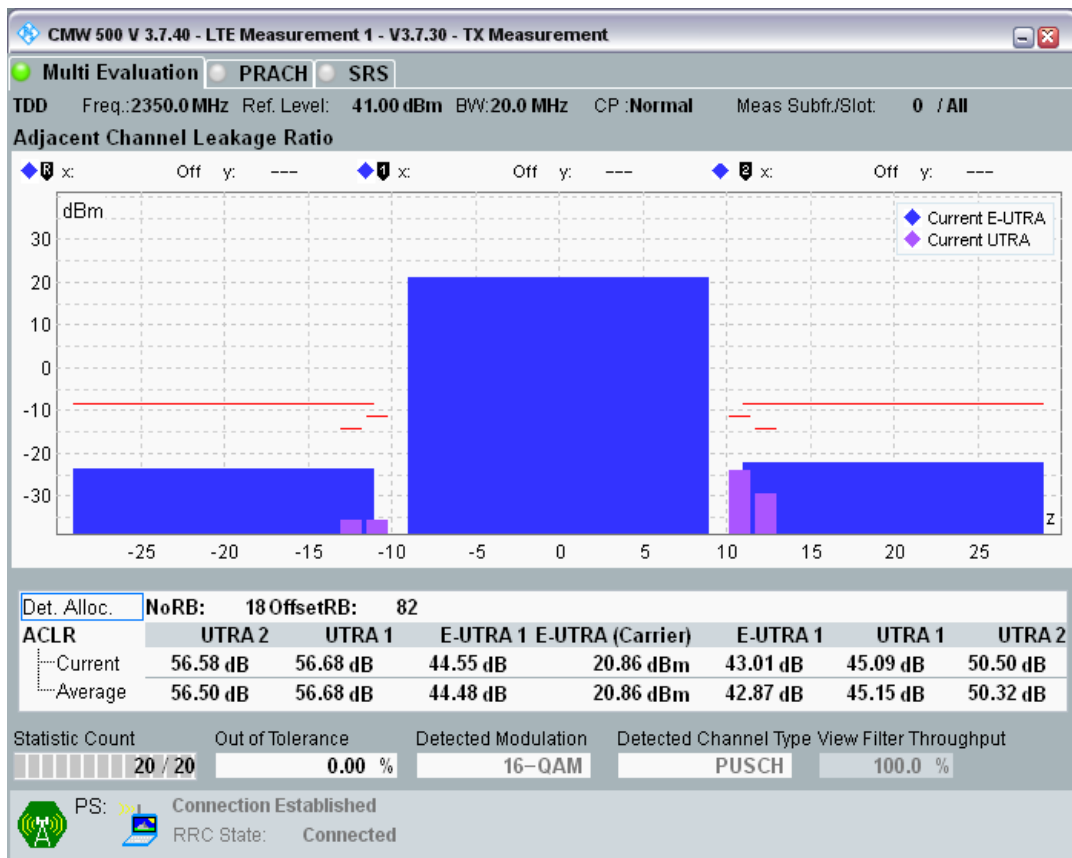 CMW 500 V 3.7.40 - LTE Measurement 1 - V3.7.30 - TX Measurement
Multi Evaluation PRACH SRS
TDD Freq.:2350.0 MHz Ref. Level: 41.00 dBm BW:20.0 MHz CP :Normal Meas Subfr./Slot: 0 / All
Adjacent Channel Leakage Ratio
R x: Off y: --- 1 x: Off y: --- 2 x: Off y: ---
dBm
Current E-UTRA
Current UTRA
30
20
10
0
-10
-20
-30
z
-25 -20 -15 -10 -5 0 5 10 15 20 25
Det. Alloc. NoRB: 18 OffsetRB: 82
ACLR UTRA 2 UTRA 1 E-UTRA 1 E-UTRA (Carrier) E-UTRA 1 UTRA 1 UTRA 2
Current 56.58 dB 56.68 dB 44.55 dB 20.86 dBm 43.01 dB 45.09 dB 50.50 dB
Average 56.50 dB 56.68 dB 44.48 dB 20.86 dBm 42.87 dB 45.15 dB 50.32 dB
Statistic Count Out of Tolerance Detected Modulation Detected Channel Type View Filter Throughput
20 / 20 0.00 % 16-QAM PUSCH 100.0 %
PS: Connection Established
RRC State: Connected